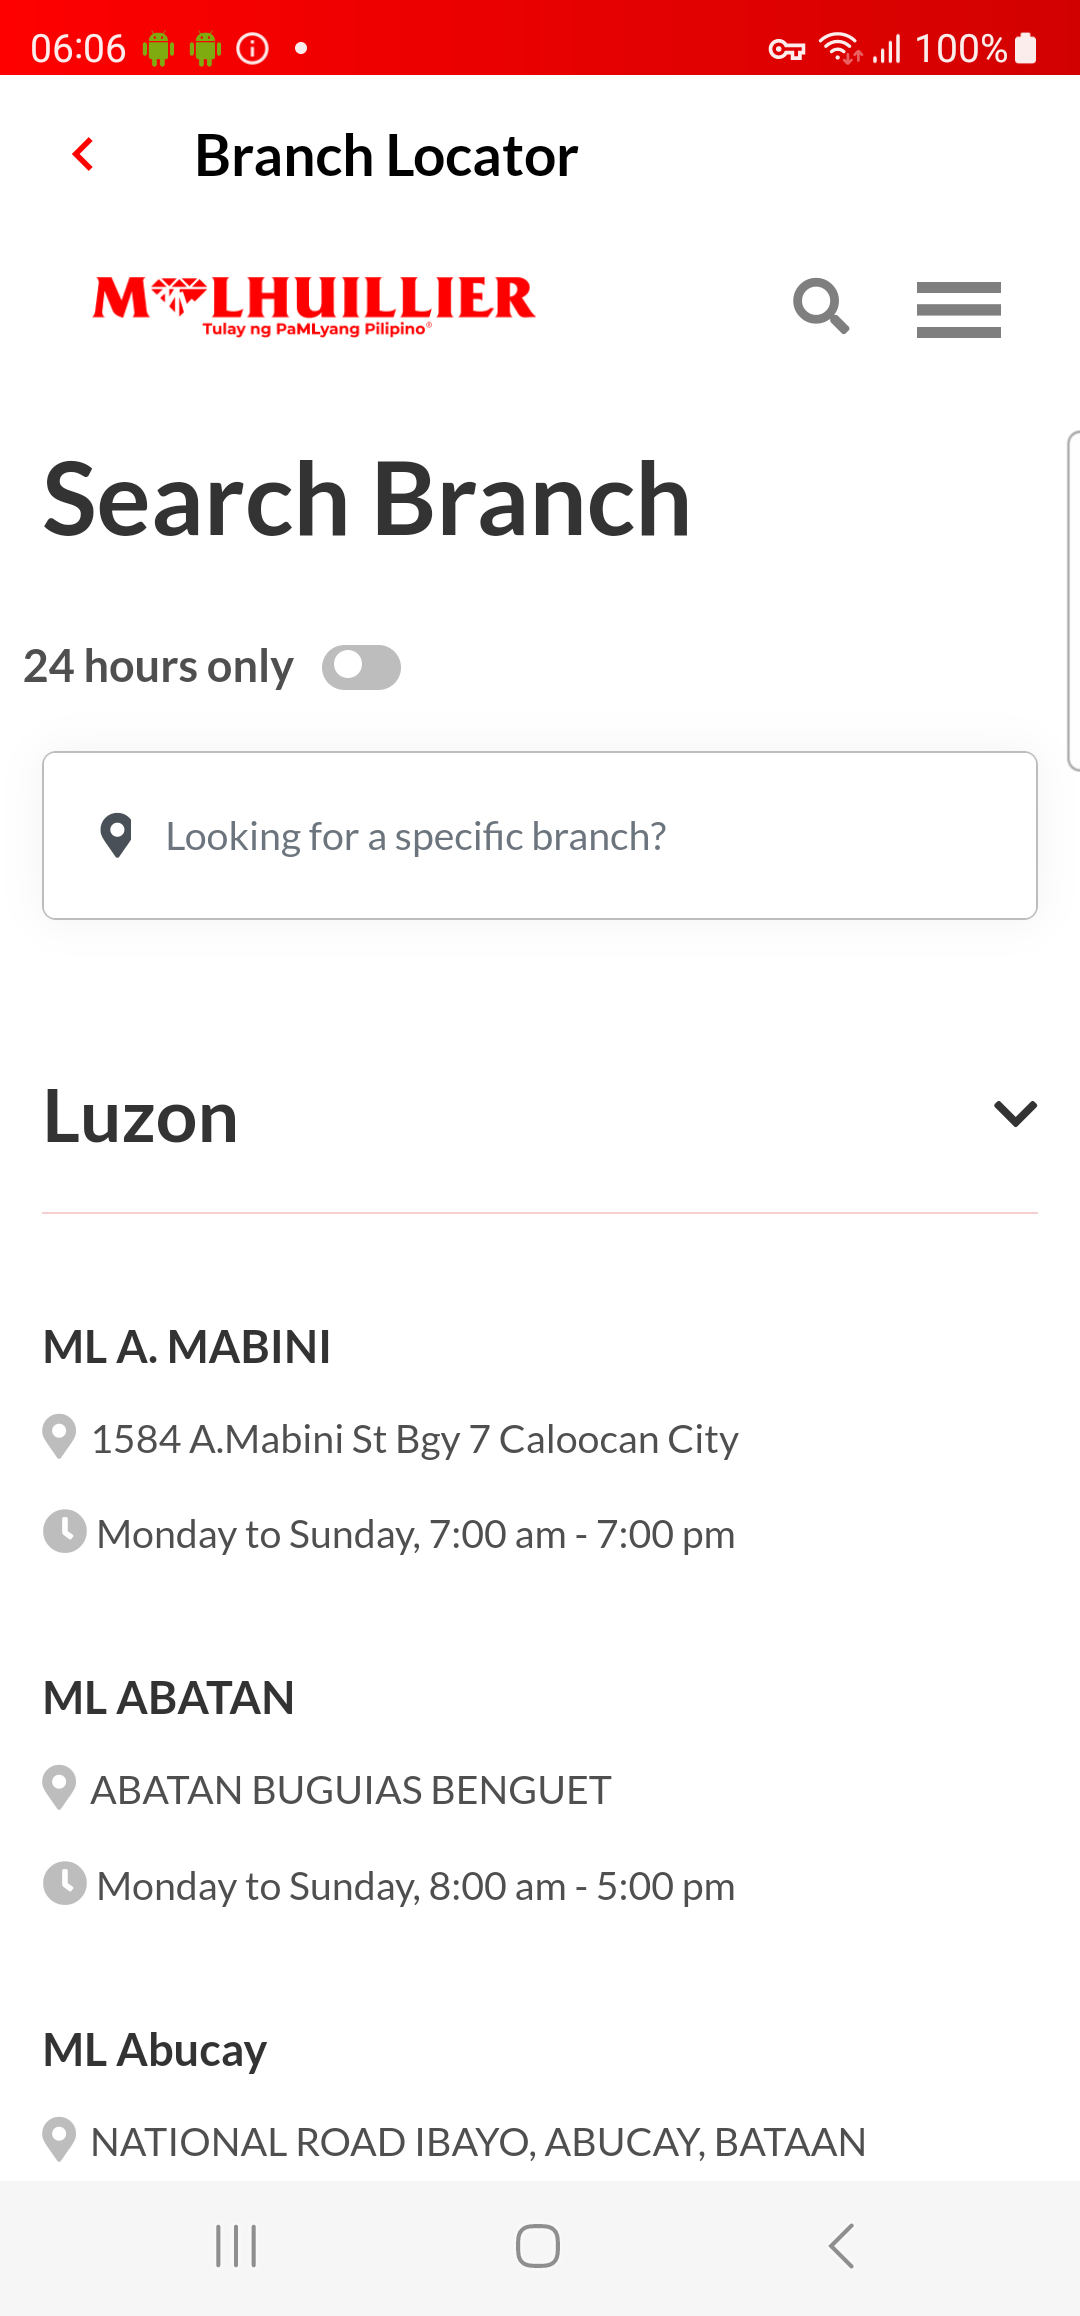 06:06
100%
Branch Locator
M LHUILLIER
Tulay ng PaMLyang Pilipino®
Search Branch
24 hours only
Looking for a specific branch?
Luzon
ML A. MABINI
1584 A.Mabini St Bgy 7 Caloocan City
Monday to Sunday, 7:00 am - 7:00 pm
ML ABATAN
ABATAN BUGUIAS BENGUET
Monday to Sunday, 8:00 am - 5:00 pm
ML Abucay
NATIONAL ROAD IBAYO, ABUCAY, BATAAN